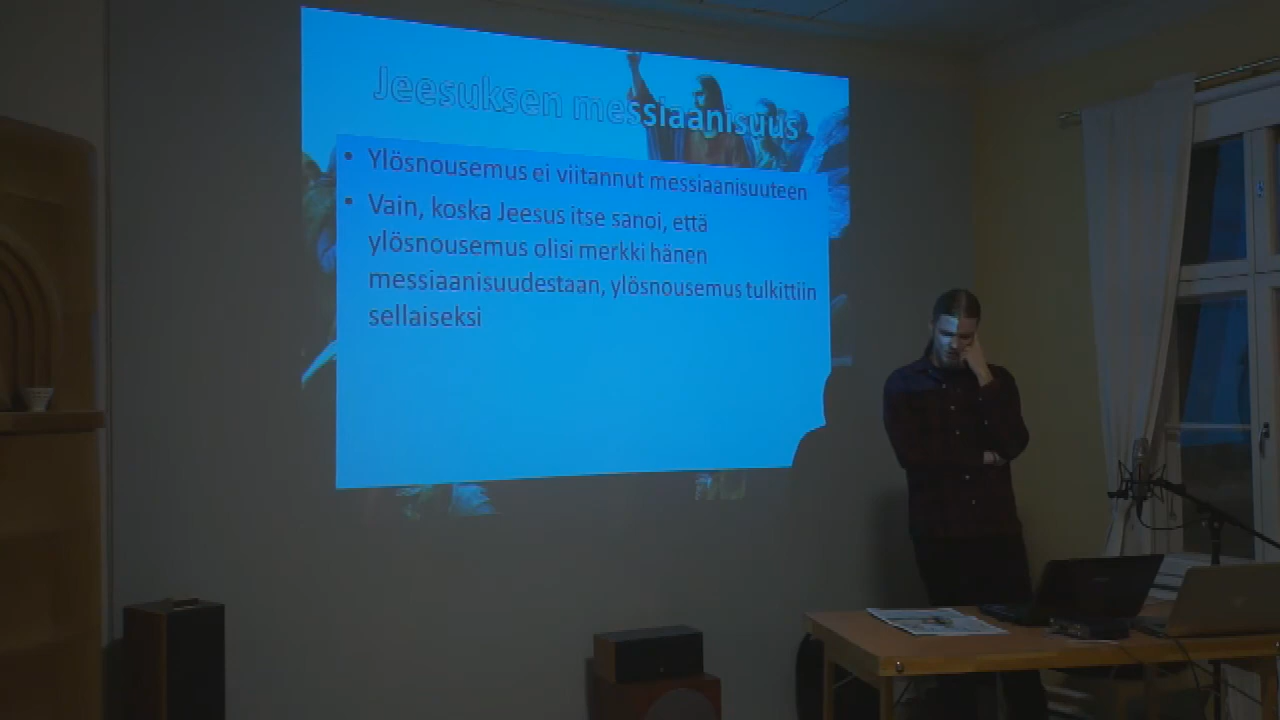 Jeesuksen messiaanisuus
• Ylösnousemus ei viitannut messiaanisuuteen
• Vain, koska Jeesus itse sanoi, että
ylösnousemus olisi merkki hänen
messiaanisuudestaan, ylösnousemus tulkittiin
sellaiseksi